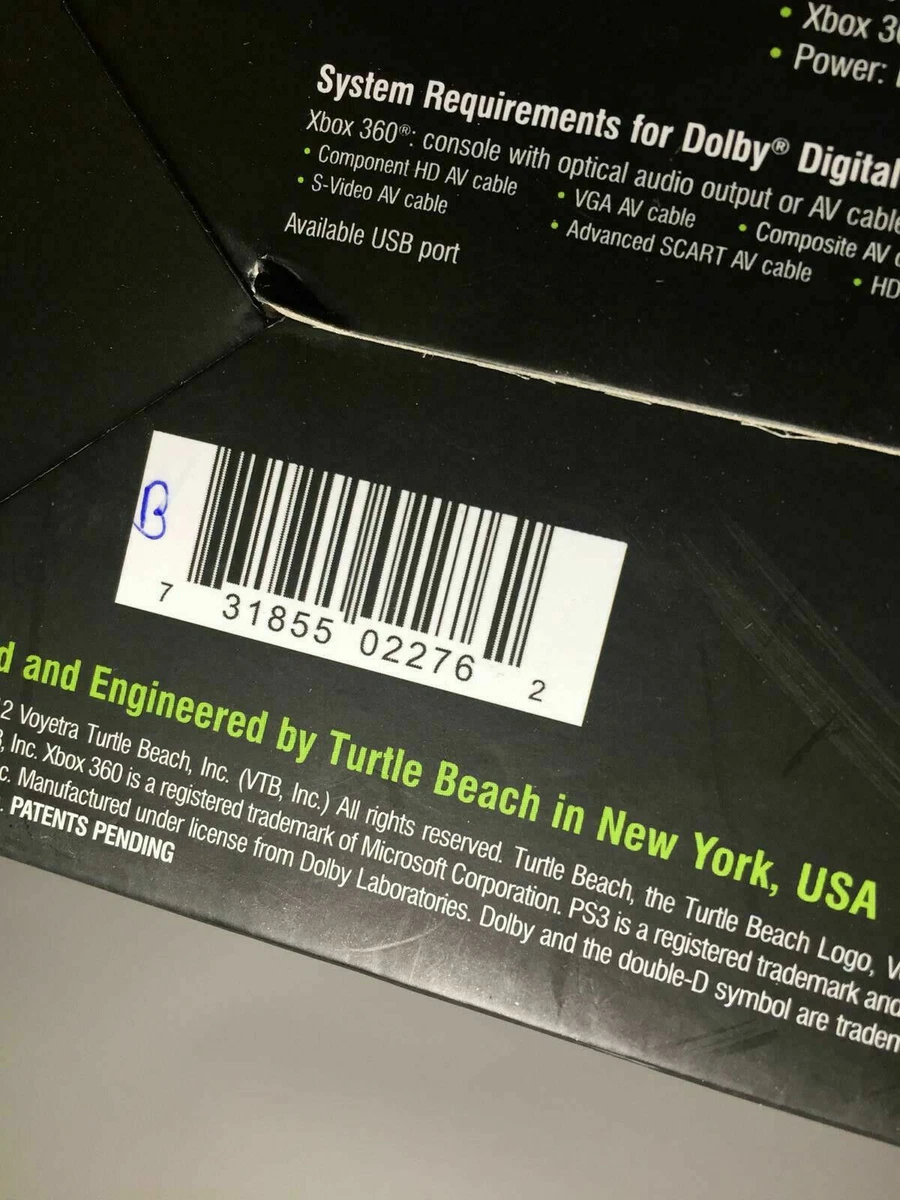 • Xbox
• Power:
System Requirements for Dolby® Digital
Xbox 360®: console with optical audio output or AV cable
• Component HD AV cable • VGA AV cable • Composite AV
• S-Video AV cable • Advanced SCART AV cable • HD
Available USB port
B
7 31855 02276 2
and Engineered by Turtle Beach in New York, USA
2 Voyetra Turtle Beach, Inc. (VTB, Inc.) All rights reserved. Turtle Beach, the Turtle Beach Logo,
, Inc. Xbox 360 is a registered trademark of Microsoft Corporation. PS3 is a registered trademark and
c. Manufactured under license from Dolby Laboratories. Dolby and the double-D symbol are
. PATENTS PENDING